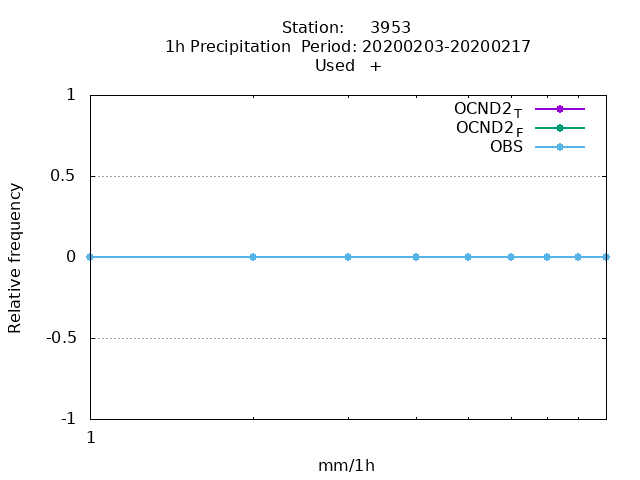 Station: 3953
1h Precipitation Period: 20200203-20200217
Used +
OCND2T
OCND2F
OBS
1
0.5
0
-0.5
-1
Relative frequency
1
mm/1h